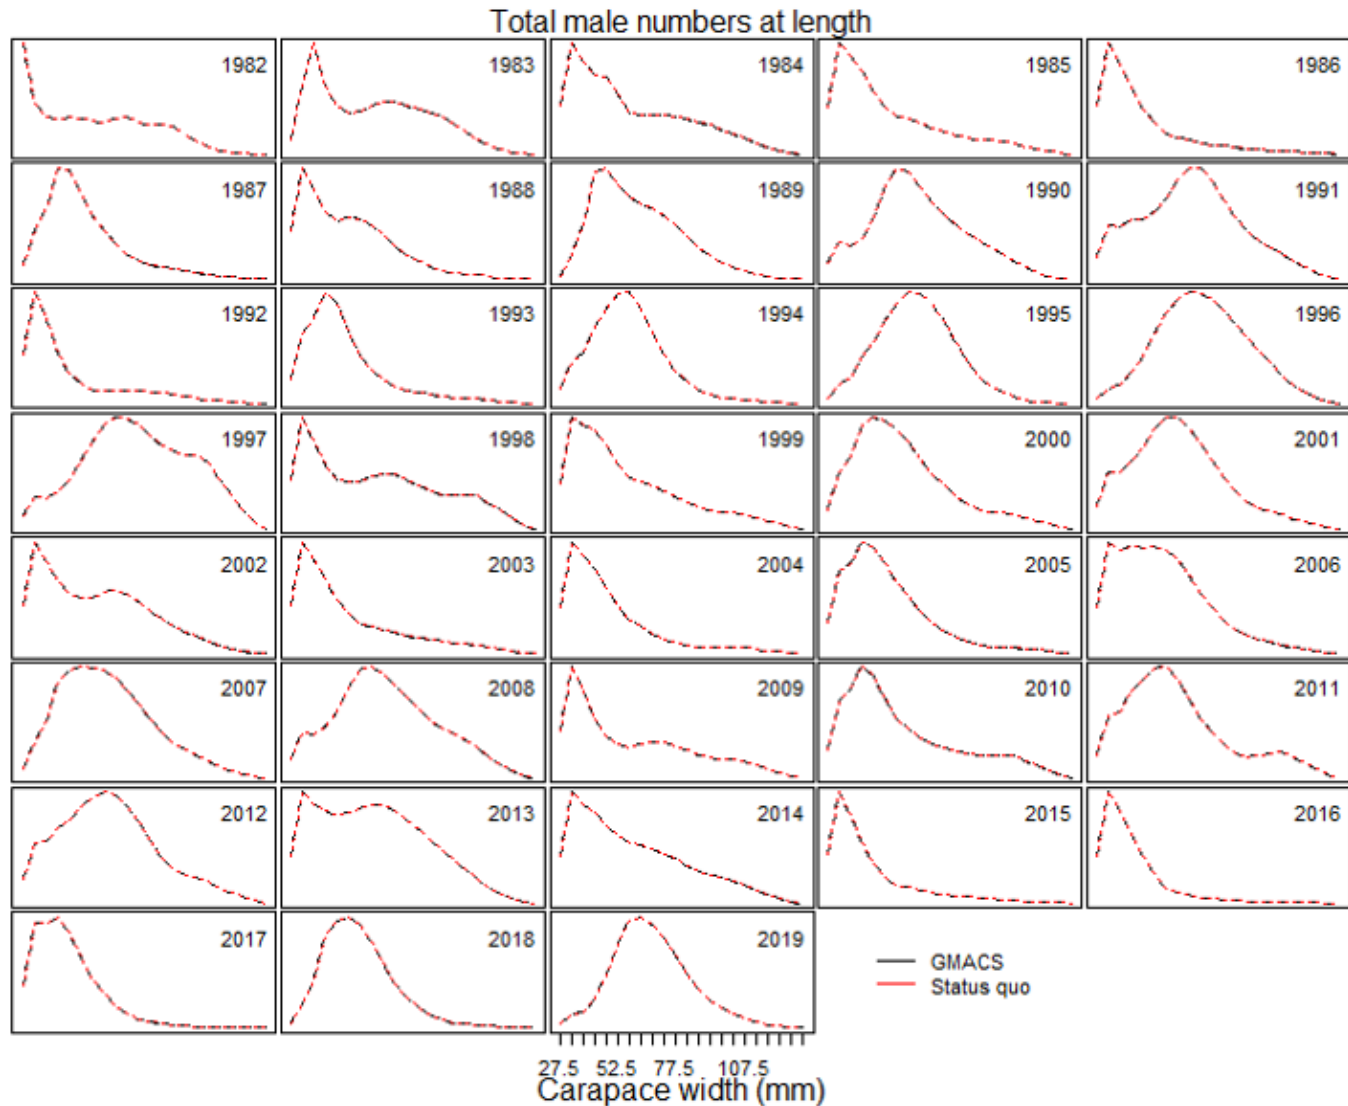 Total male numbers at length
1982 1983 1984 1985 1986
1987 1988 1989 1990 1991
1992 1993 1994 1995 1996
1997 1998 1999 2000 2001
2002 2003 2004 2005 2006
2007 2008 2009 2010 2011
2012 2013 2014 2015 2016
2017 2018 2019
GMACS
Status quo
27.5 52.5 77.5 107.5
Carapace width (mm)